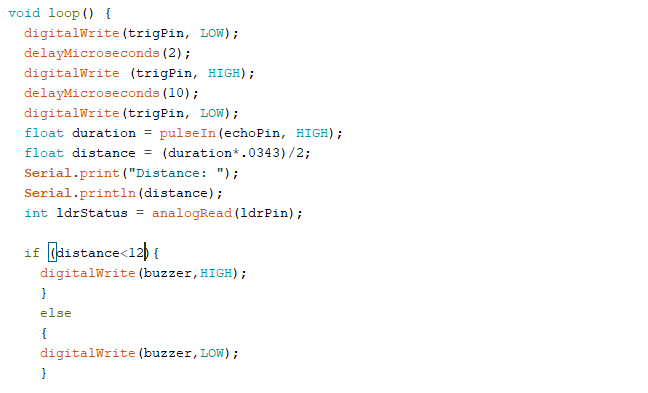 void loop() {
  digitalWrite(trigPin, LOW);
  delayMicroseconds(2);
  digitalWrite (trigPin, HIGH);
  delayMicroseconds(10);
  digitalWrite(trigPin, LOW);
  float duration = pulseIn(echoPin, HIGH);
  float distance = (duration*.0343)/2;
  Serial.print("Distance: ");
  Serial.println(distance);
  int ldrStatus = analogRead(ldrPin);

  if (distance<12){
    digitalWrite(buzzer,HIGH);
    }
    else
    {
    digitalWrite(buzzer,LOW);
    }